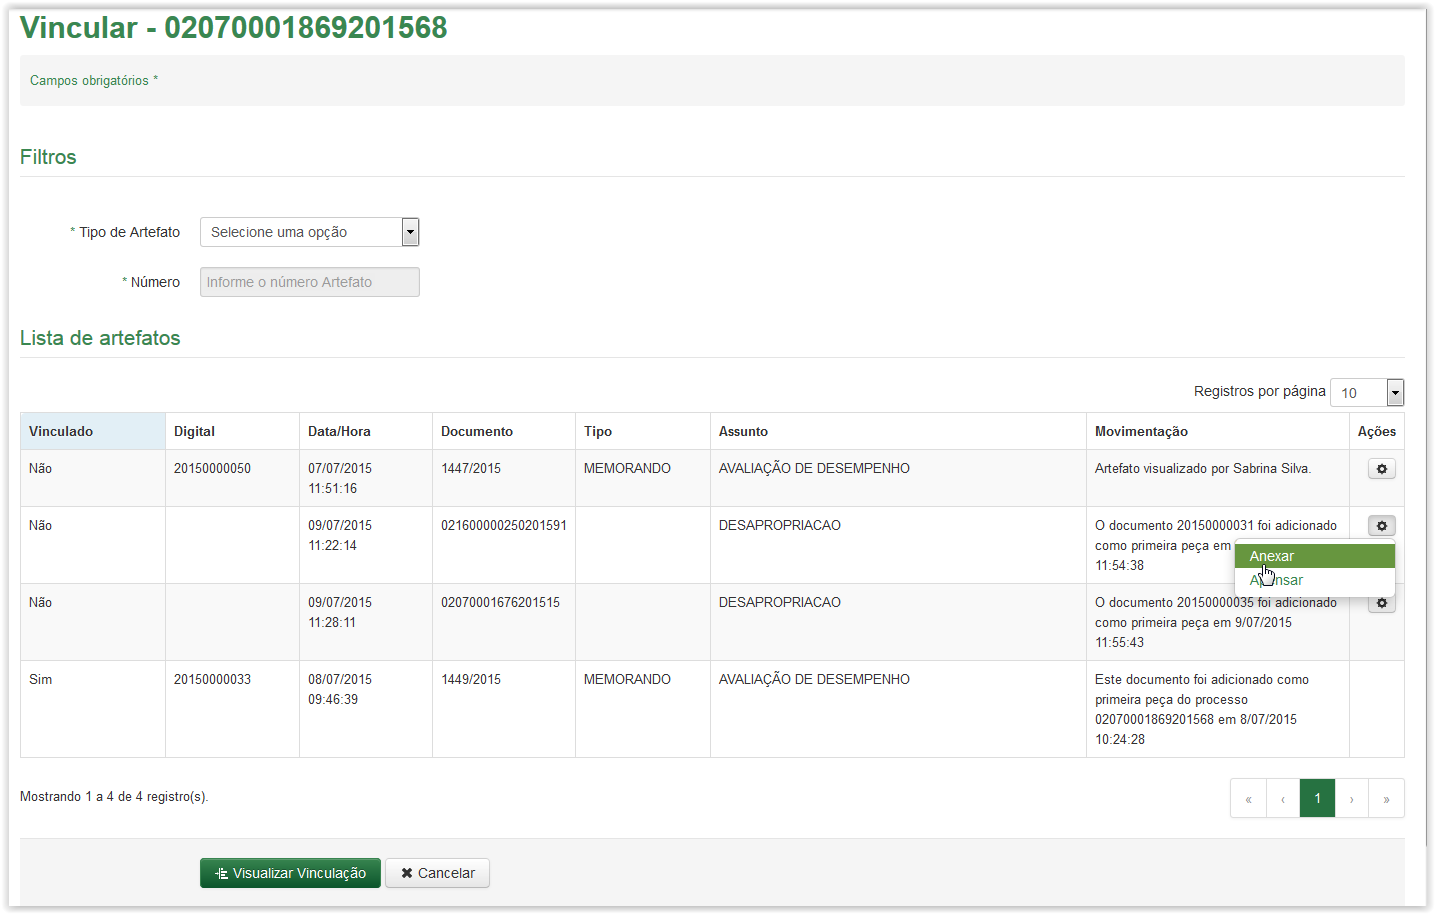 Vincular - 02070001869201568
Campos obrigatórios *
Filtros
* Tipo de Artefato Selecione uma opção
* Número Informe o número Artefato
Lista de artefatos
Registros por página 10
Vinculado Digital Data/Hora Documento Tipo Assunto Movimentação Ações
Não 20150000050 07/07/2015 1447/2015 MEMORANDO AVALIAÇÃO DE DESEMPENHO Artefato visualizado por Sabrina Silva.
11:51:16
Não 09/07/2015 021600000250201591 DESAPROPRIACAO O documento 20150000031 foi adicionado
11:22:14 como primeira peça em
11:54:38
Anexar
Não 09/07/2015 02070001676201515 DESAPROPRIACAO O documento 20150000035 foi adicionado
11:28:11 como primeira peça em 9/07/2015
11:55:43
Sim 20150000033 08/07/2015 1449/2015 MEMORANDO AVALIAÇÃO DE DESEMPENHO Este documento foi adicionado como
09:46:39 primeira peça do processo
02070001869201568 em 8/07/2015
10:24:28
Mostrando 1 a 4 de 4 registro(s).
« ‹ 1 › »
Visualizar Vinculação Cancelar